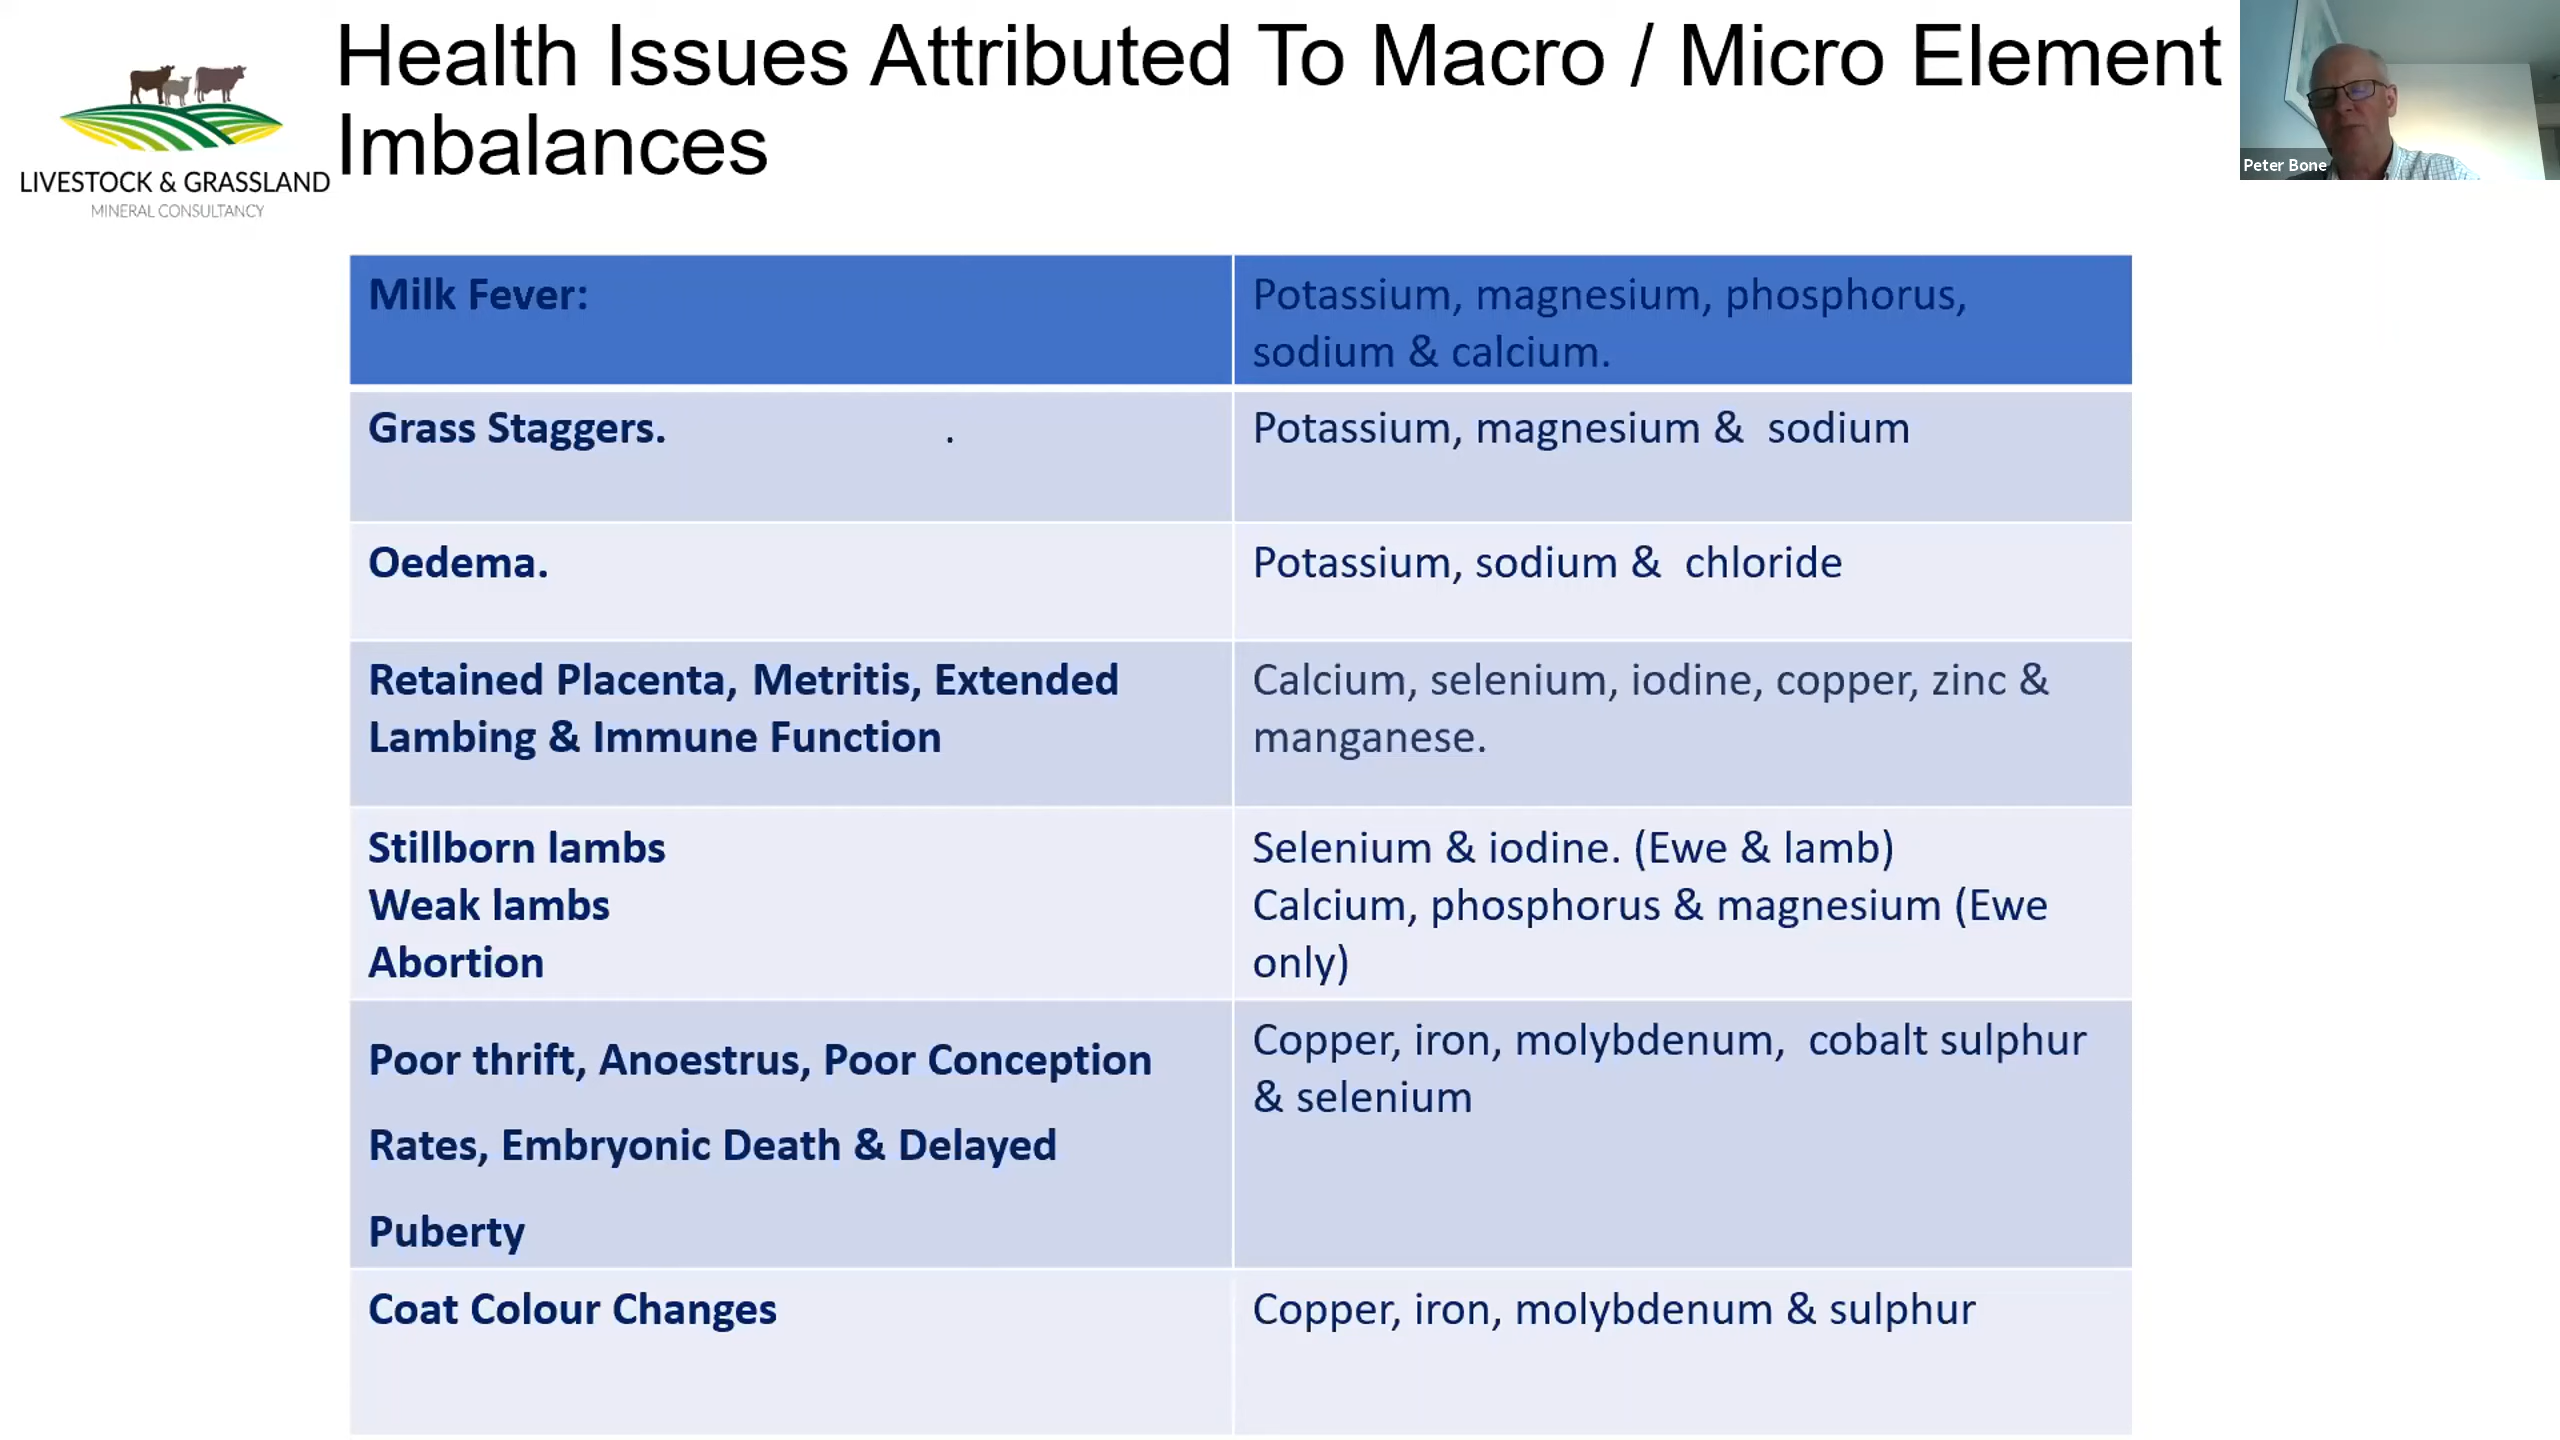 Health Issues Attributed To Macro / Micro Element
Imbalances
LIVESTOCK & GRASSLAND
MINERAL CONSULTANCY
Peter Bone
Milk Fever:
Potassium, magnesium, phosphorus,
sodium & calcium.
Grass Staggers. .
Potassium, magnesium & sodium
Oedema.
Potassium, sodium & chloride
Retained Placenta, Metritis, Extended
Lambing & Immune Function
Calcium, selenium, iodine, copper, zinc &
manganese.
Stillborn lambs
Weak lambs
Abortion
Selenium & iodine. (Ewe & lamb)
Calcium, phosphorus & magnesium (Ewe
only)
Poor thrift, Anoestrus, Poor Conception
Rates, Embryonic Death & Delayed
Puberty
Copper, iron, molybdenum, cobalt sulphur
& selenium
Coat Colour Changes
Copper, iron, molybdenum & sulphur